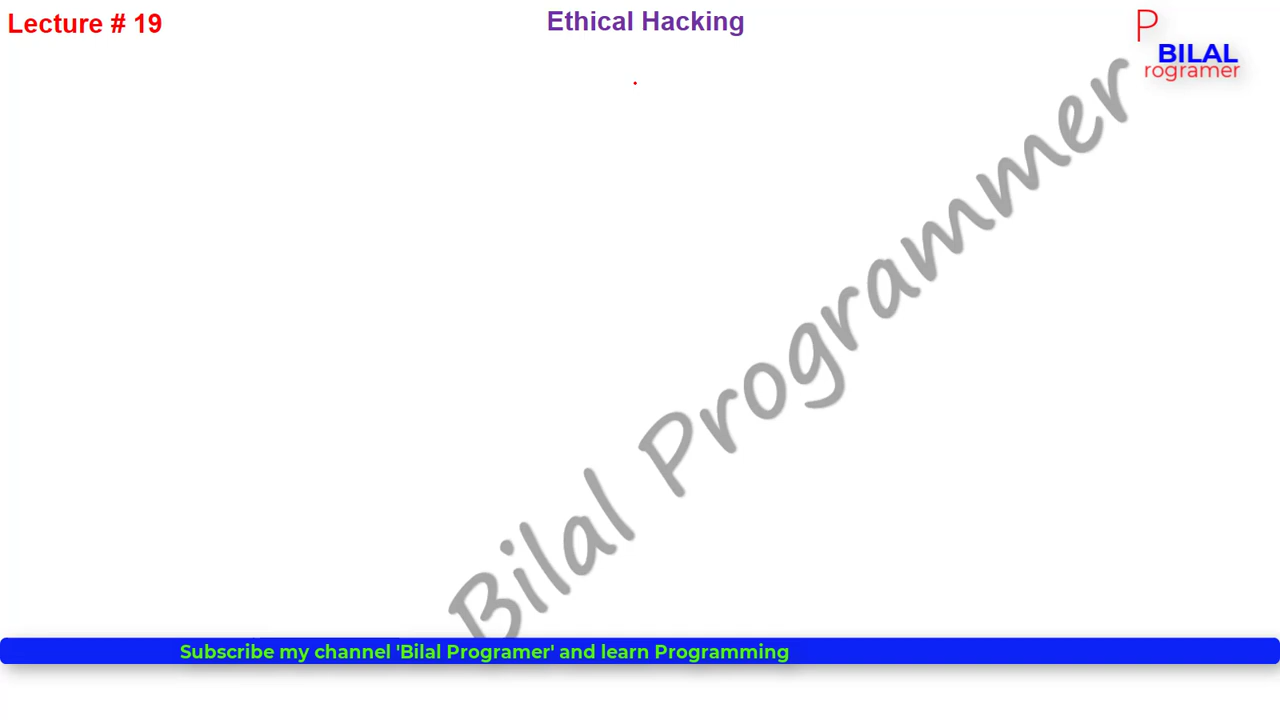 Lecture # 19
Ethical Hacking
P
BILAL
rogramer
Bilal Programmer
Subscribe my channel 'Bilal Programer' and learn Programming